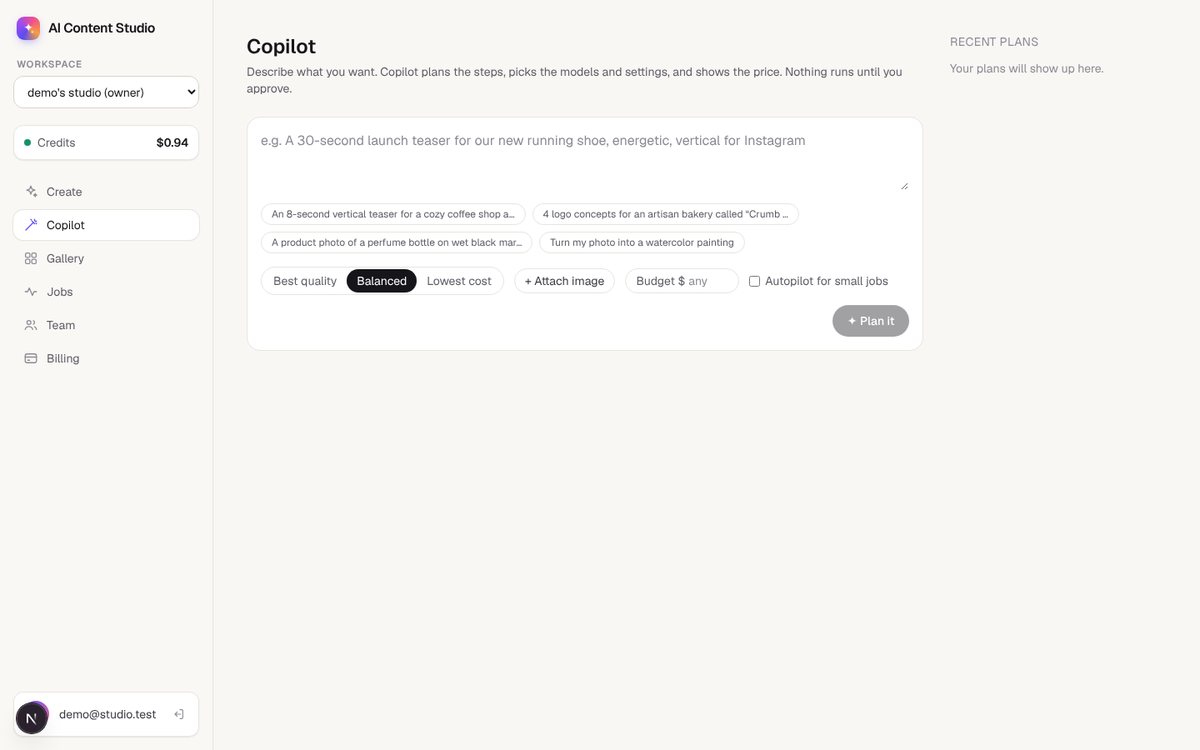 AI Content Studio
WORKSPACE
demo's studio (owner)
Credits
$0.94
Create
Copilot
Gallery
Jobs
Team
Billing
N
demo@studio.test
Copilot
Describe what you want. Copilot plans the steps, picks the models and settings, and shows the price. Nothing runs until you
approve.
e.g. A 30-second launch teaser for our new running shoe, energetic, vertical for Instagram
An 8-second vertical teaser for a cozy coffee shop a…
4 logo concepts for an artisan bakery called "Crumb …
A product photo of a perfume bottle on wet black mar…
Turn my photo into a watercolor painting
Best quality
Balanced
Lowest cost
+ Attach image
Budget $ any
Autopilot for small jobs
✦ Plan it
RECENT PLANS
Your plans will show up here.